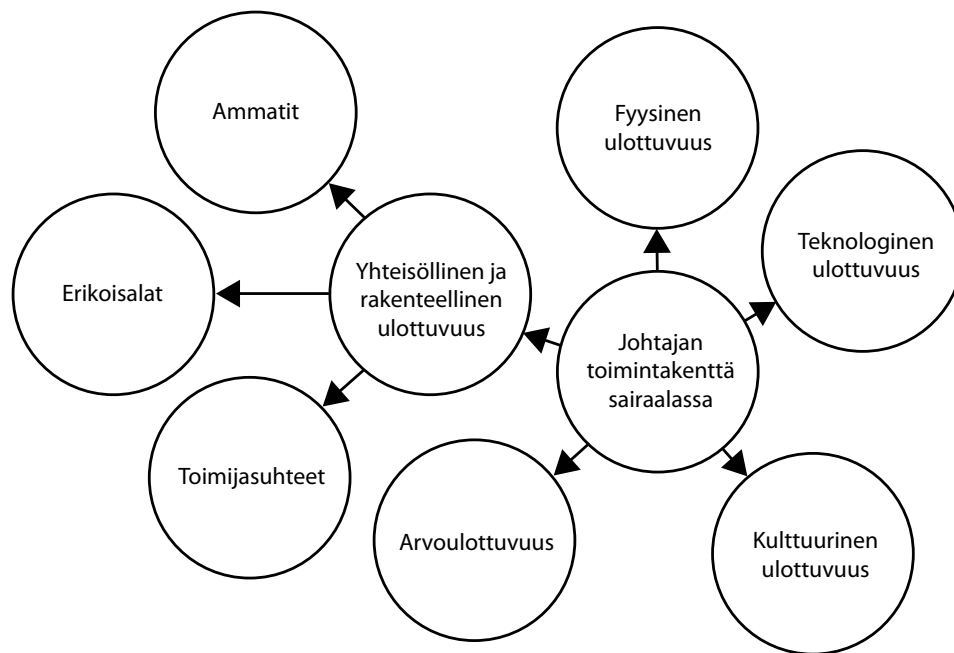 Ammatit
Fyysinen
ulottuvuus
Teknologinen
ulottuvuus
Erikoisalat
Yhteisöllinen ja
rakenteellinen
ulottuvuus
Johtajan
toimintakenttä
sairaalassa
Toimijasuhteet
Arvoulottuvuus
Kulttuurinen
ulottuvuus